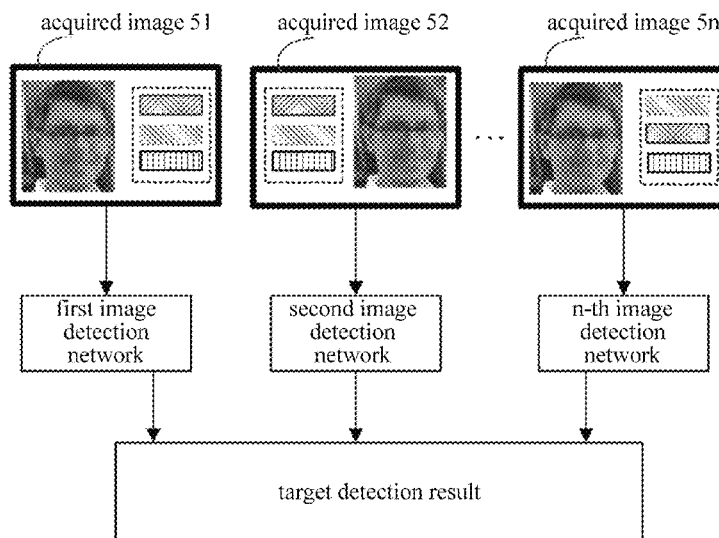 acquired image 51
acquired image 52
acquired image 5n
...
first image
detection
network
second image
detection
network
n-th image
detection
network
target detection result